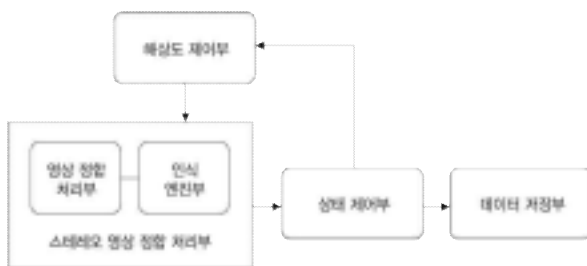 해상도 제어부
영상 정합
처리부
인식
엔진부
스테레오 영상 정합 처리부
상태 제어부
데이터 저장부